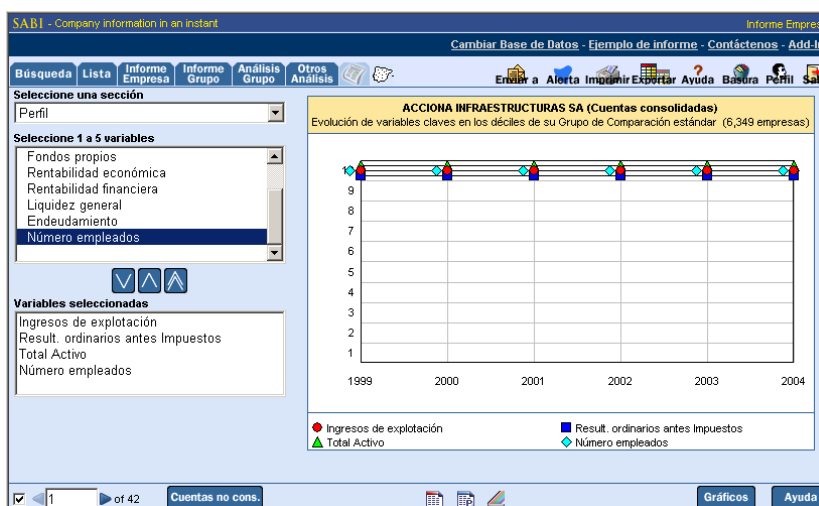 SABI - Company information in an instant
Informe Empres
Cambiar Base de Datos - Ejemplo de informe - Contáctenos - Add-I
Búsqueda Lista Informe Empresa Informe Grupo Análisis Grupo Otros Análisis
Enviar a Alerta Imprimir Exportar Ayuda Basura Perfil Sal
Seleccione una sección
Perfil
Seleccione 1 a 5 variables
Fondos propios
Rentabilidad económica
Rentabilidad financiera
Liquidez general
Endeudamiento
Número empleados
Variables seleccionadas
Ingresos de explotación
Result. ordinarios antes Impuestos
Total Activo
Número empleados
ACCIONA INFRAESTRUCTURAS SA (Cuentas consolidadas)
Evolución de variables claves en los déciles de su Grupo de Comparación estándar (6,349 empresas)
10
9
8
7
6
5
4
3
2
1
1999 2000 2001 2002 2003 2004
Ingresos de explotación Result. ordinarios antes Impuestos
Total Activo Número empleados
1 of 42 Cuentas no cons. Gráficos Ayuda